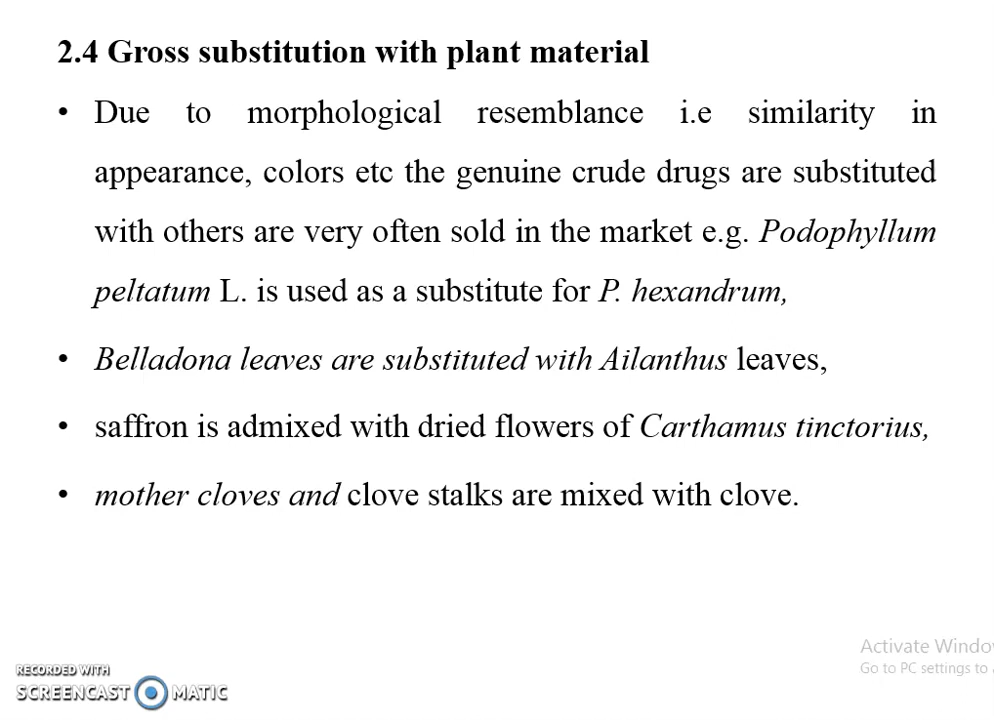 2.4 Gross substitution with plant material
• Due to morphological resemblance i.e similarity in
appearance, colors etc the genuine crude drugs are substituted
with others are very often sold in the market e.g. Podophyllum
peltatum L. is used as a substitute for P. hexandrum,
• Belladona leaves are substituted with Ailanthus leaves,
• saffron is admixed with dried flowers of Carthamus tinctorius,
• mother cloves and clove stalks are mixed with clove.
Activate Windo
Go to PC settings to
RECORDED WITH
SCREENCAST MATIC